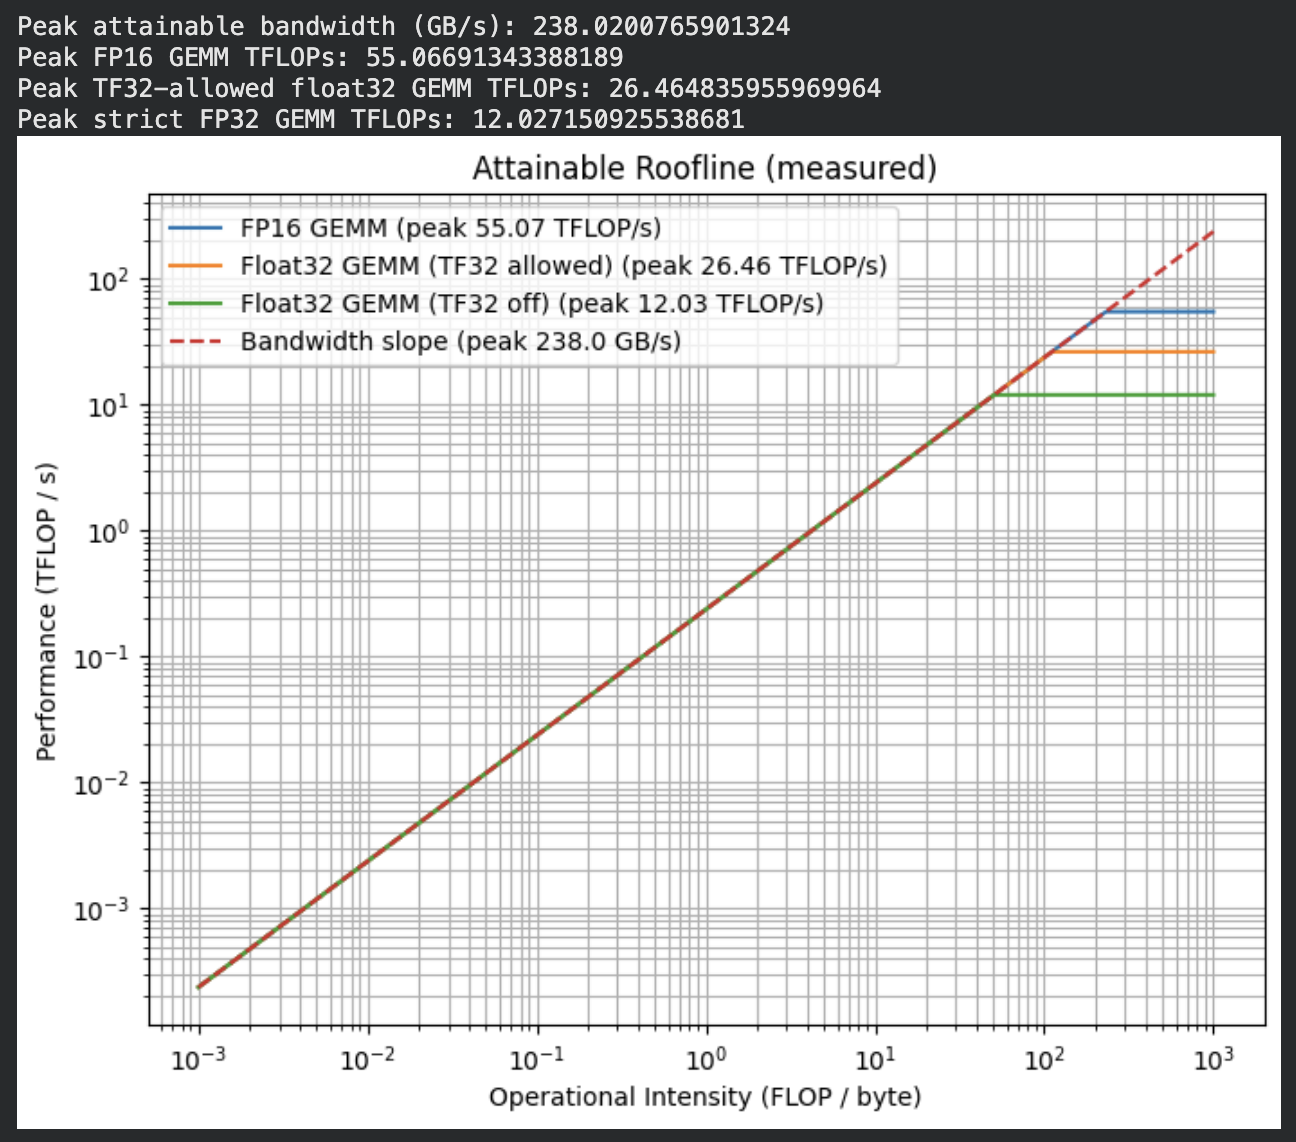 Peak attainable bandwidth (GB/s): 238.0200765901324
Peak FP16 GEMM TFLOPs: 55.06691343388189
Peak TF32-allowed float32 GEMM TFLOPs: 26.464835955969964
Peak strict FP32 GEMM TFLOPs: 12.027150925538681
Attainable Roofline (measured)
FP16 GEMM (peak 55.07 TFLOP/s)
Float32 GEMM (TF32 allowed) (peak 26.46 TFLOP/s)
Float32 GEMM (TF32 off) (peak 12.03 TFLOP/s)
Bandwidth slope (peak 238.0 GB/s)
Performance (TFLOP / s)
10²
10¹
10⁰
10⁻¹
10⁻²
10⁻³
10⁻³ 10⁻² 10⁻¹ 10⁰ 10¹ 10² 10³
Operational Intensity (FLOP / byte)